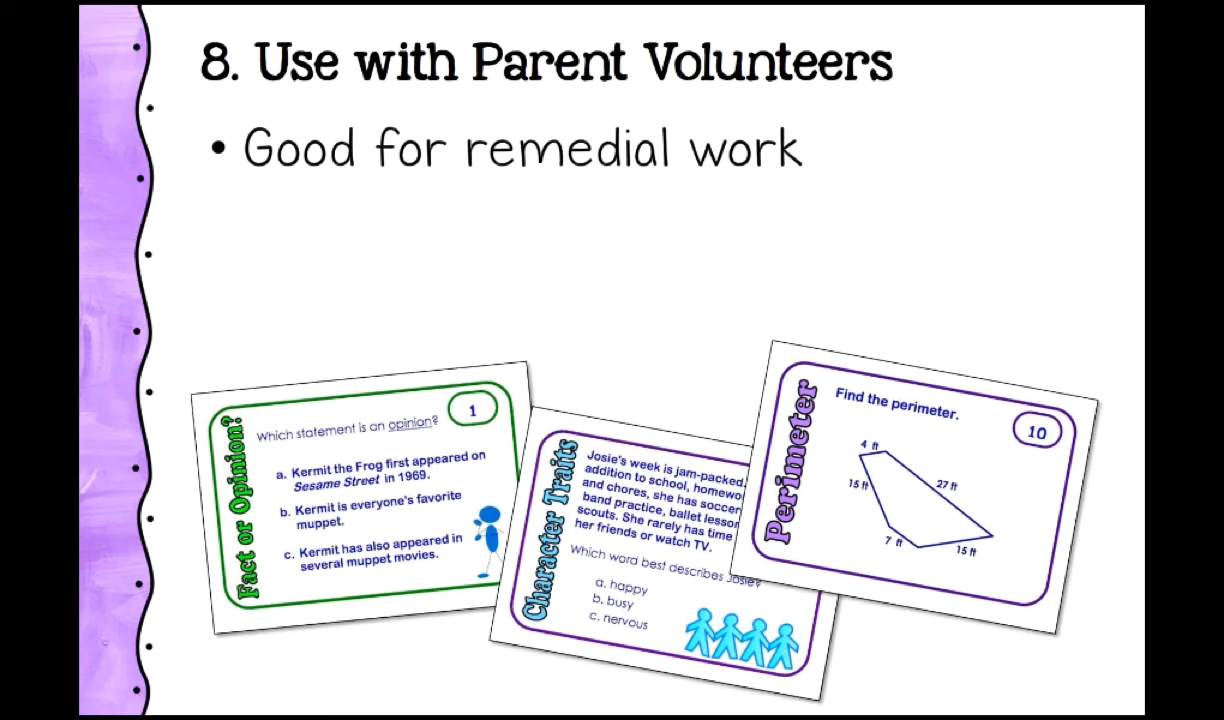 8. Use with Parent Volunteers
• Good for remedial work
Fact or Opinion?
1
Which statement is an opinion?
a. Kermit the Frog first appeared on
Sesame Street in 1969.
b. Kermit is everyone's favorite
muppet.
c. Kermit has also appeared in
several muppet movies.
Character Traits
Josie's week is jam-packed.
addition to school, homewo
and chores, she has soccer
band practice, ballet lesson
scouts. She rarely has time
her friends or watch TV.
Which word best describes Josie?
a. happy
b. busy
c. nervous
Perimeter
Find the perimeter.
10
4 ft
15 ft
27 ft
7 ft
15 ft